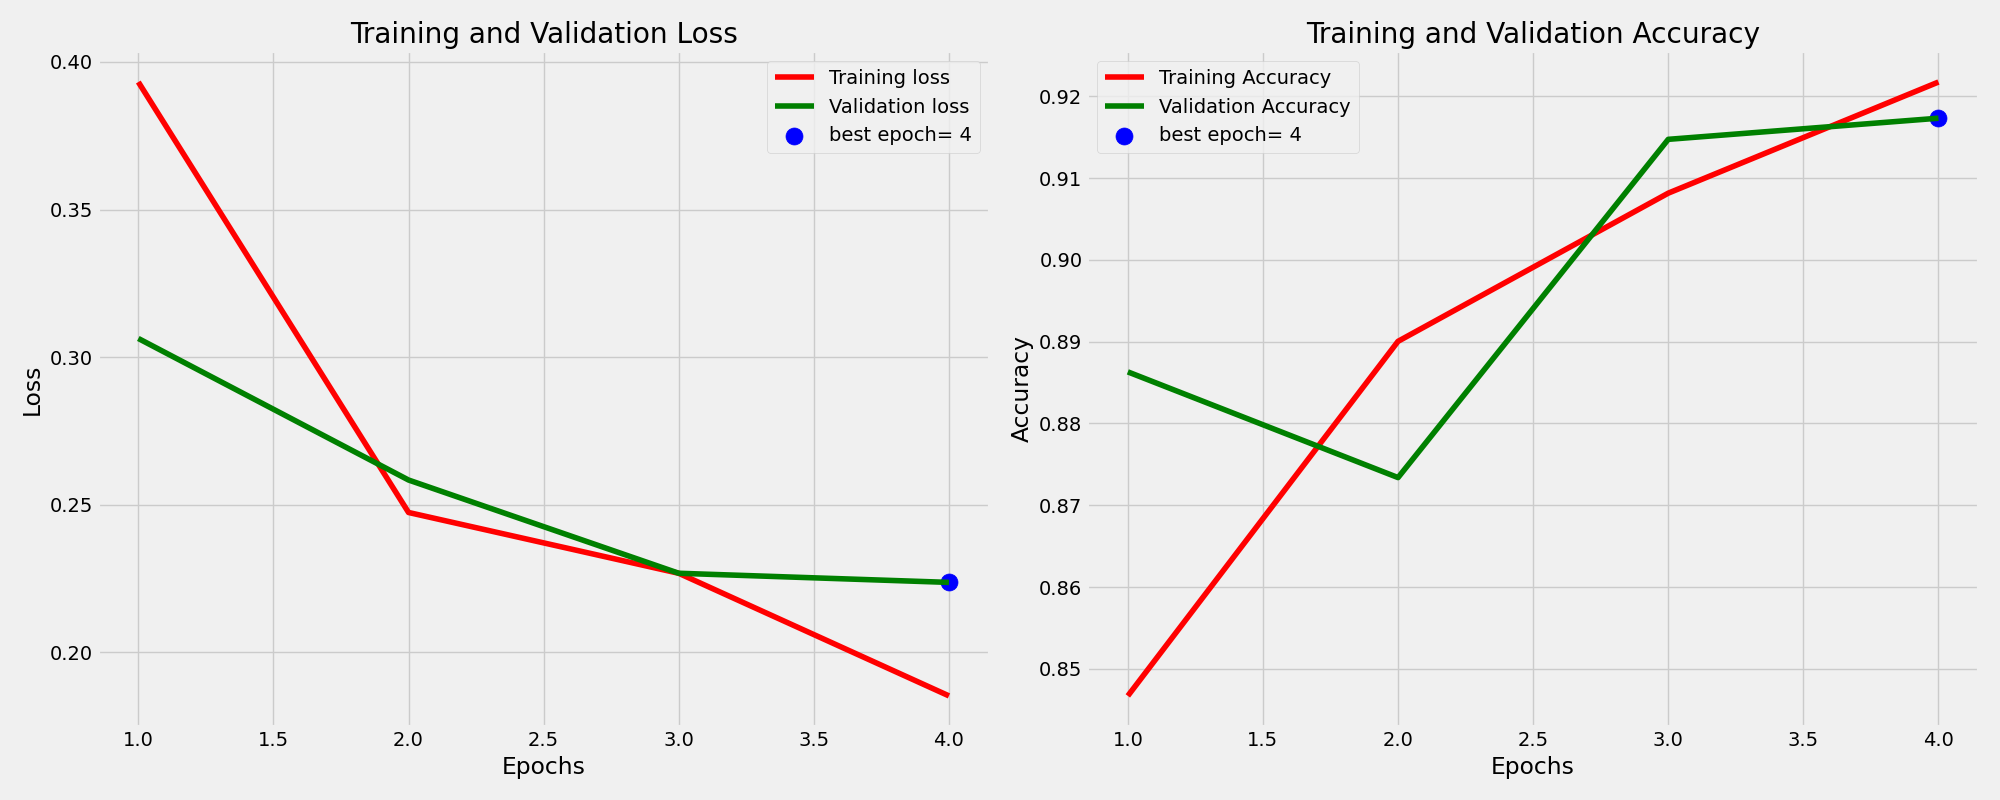 Training and Validation Loss
Training loss
Validation loss
best epoch= 4
0.40
0.35
0.30
0.25
0.20
Loss
1.0 1.5 2.0 2.5 3.0 3.5 4.0
Epochs
Training and Validation Accuracy
Training Accuracy
Validation Accuracy
best epoch= 4
0.92
0.91
0.90
0.89
0.88
0.87
0.86
0.85
Accuracy
1.0 1.5 2.0 2.5 3.0 3.5 4.0
Epochs